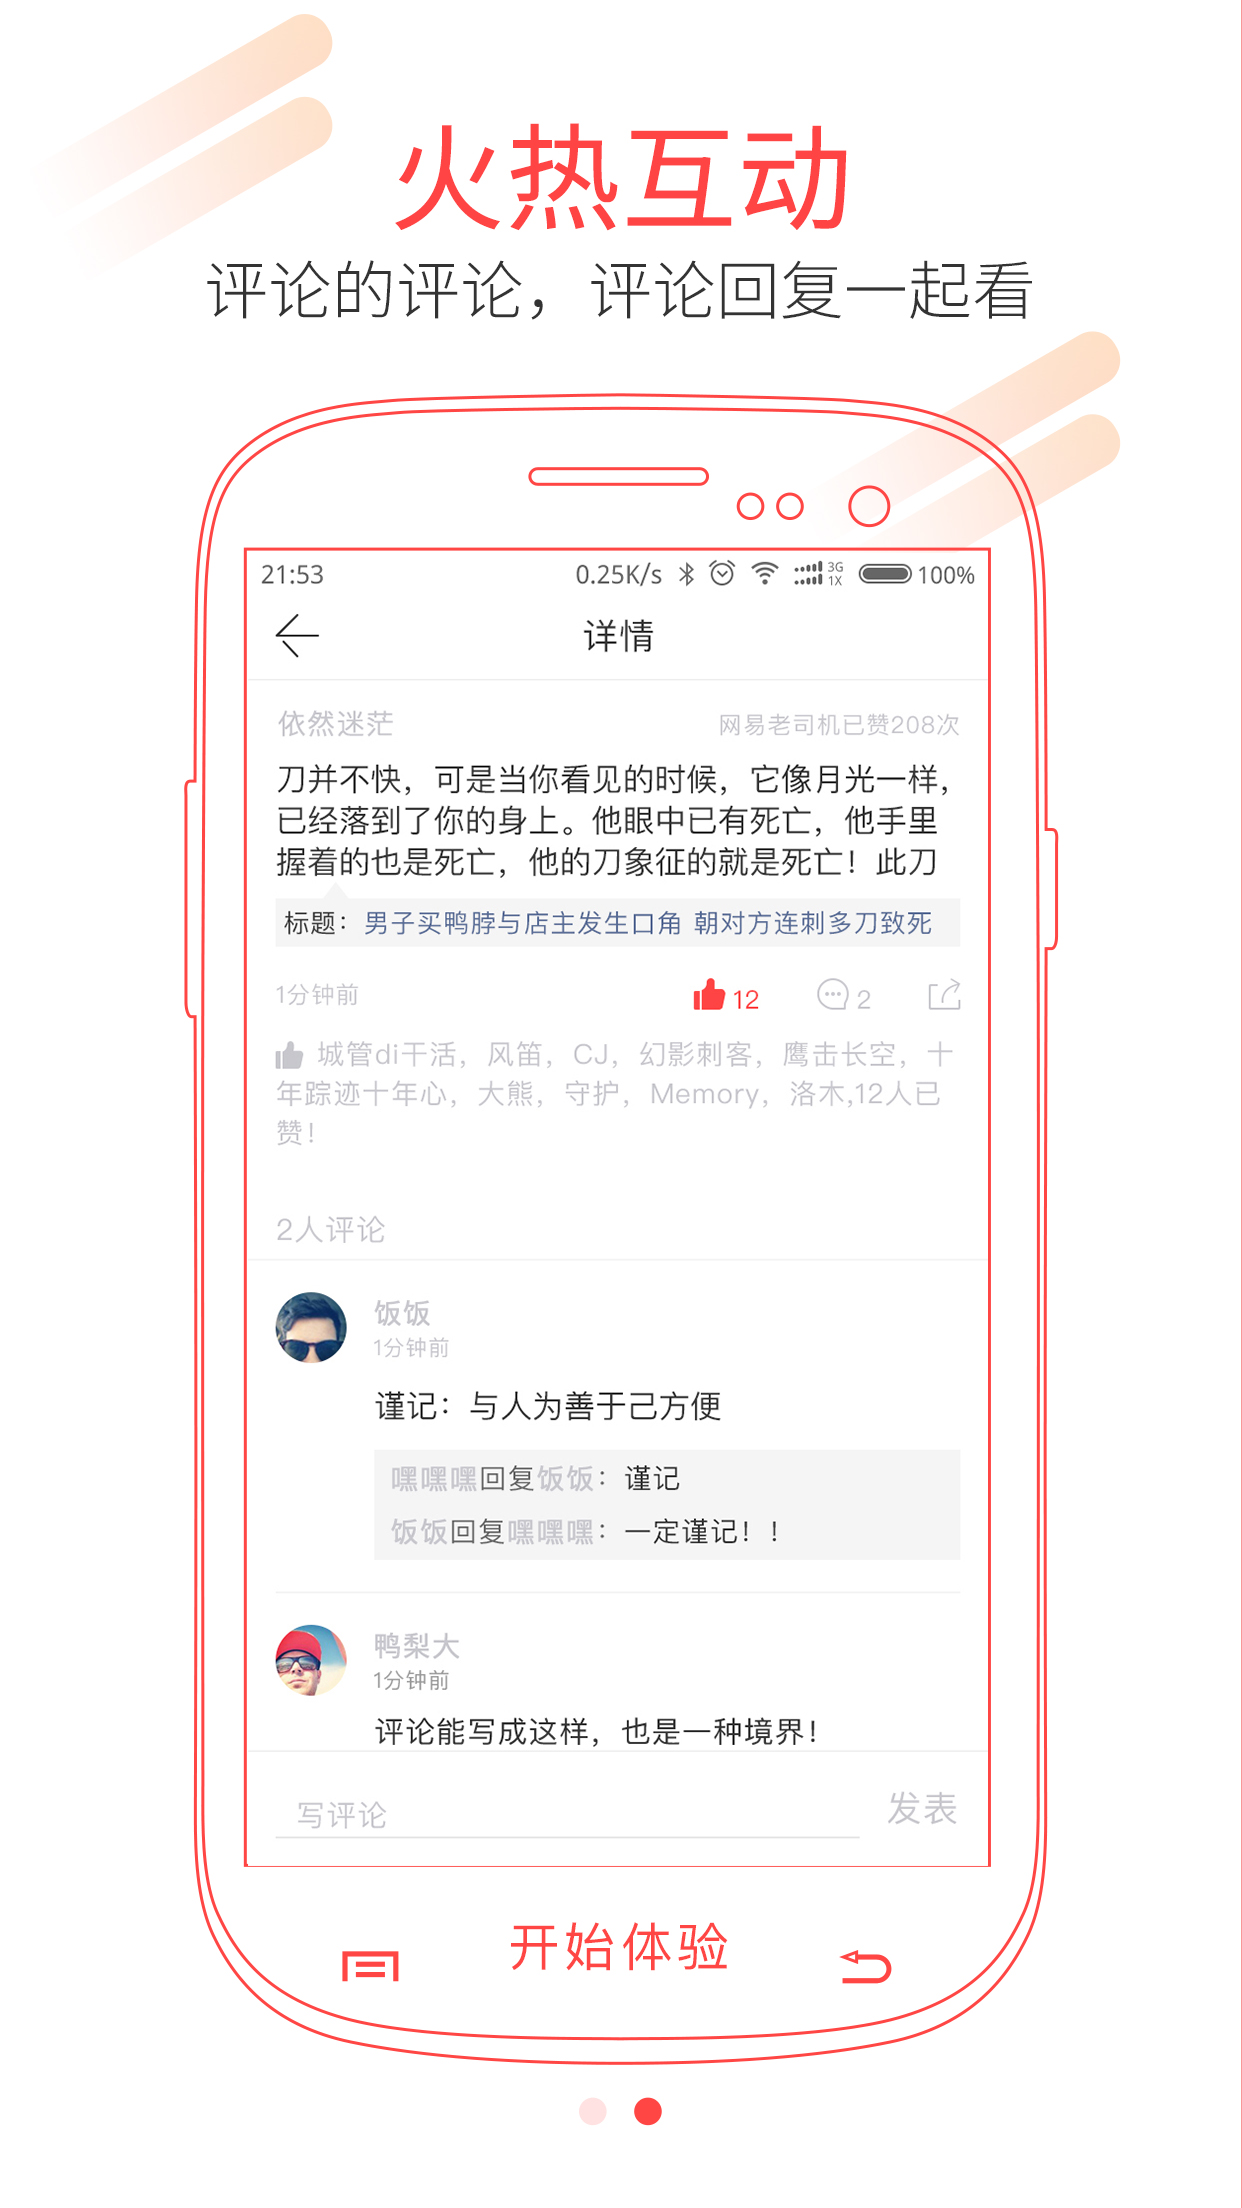 火热互动
评论的评论，评论回复一起看
21:53 0.25K/s 3G 1X 100%
详情
依然迷茫 网易老司机已赞208次
刀并不快，可是当你看见的时候，它像月光一样，
已经落到了你的身上。他眼中已有死亡，他手里
握着的也是死亡，他的刀象征的就是死亡！此刀
标题：男子买鸭脖与店主发生口角 朝对方连刺多刀致死
1分钟前 12 2
城管di干活，风笛，CJ，幻影刺客，鹰击长空，十
年踪迹十年心，大熊，守护，Memory，洛木,12人已
赞！
2人评论
饭饭
1分钟前
谨记：与人为善于己方便
嘿嘿嘿回复饭饭：谨记
饭饭回复嘿嘿嘿：一定谨记！！
鸭梨大
1分钟前
评论能写成这样，也是一种境界！
写评论 发表
开始体验